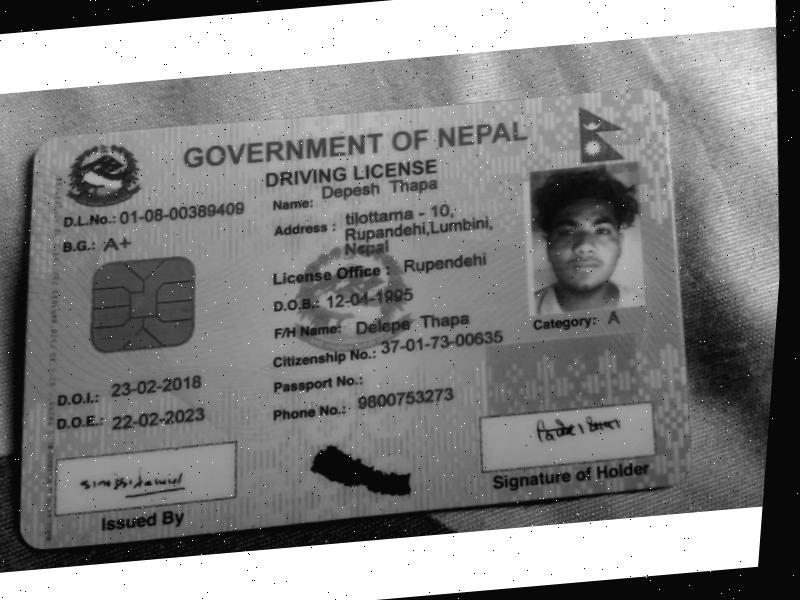 GOVERNMENT OF NEPAL
DRIVING LICENSE
D.L.No.: 01-08-00389409
B.G.: A+
Name: Depesh Thapa
Address : tilottama - 10,
Rupandehi,Lumbini,
Nepal
License Office : Rupendehi
D.O.B.: 12-04-1995
F/H Name: Delepe Thapa
Citizenship No.: 37-01-73-00635
Passport No.:
Phone No.: 9800753273
Category: A
D.O.I.: 23-02-2018
D.O.E.: 22-02-2023
Issued By
Signature of Holder